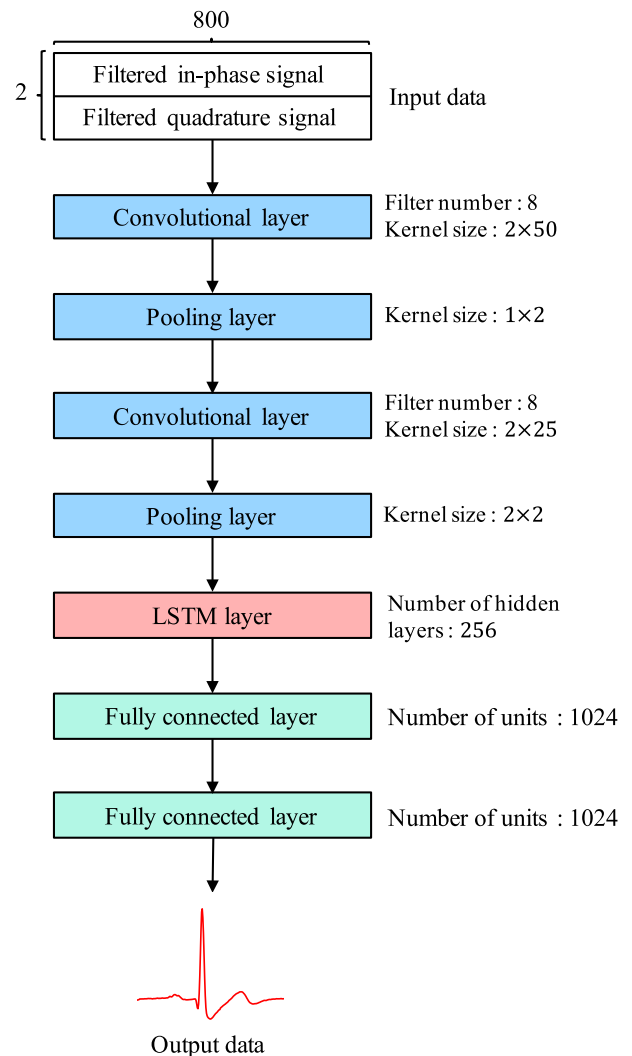 800
2
Filtered in-phase signal
Filtered quadrature signal
Input data
Convolutional layer
Filter number : 8
Kernel size : 2×50
Pooling layer
Kernel size : 1×2
Convolutional layer
Filter number : 8
Kernel size : 2×25
Pooling layer
Kernel size : 2×2
LSTM layer
Number of hidden
layers : 256
Fully connected layer
Number of units : 1024
Fully connected layer
Number of units : 1024
Output data